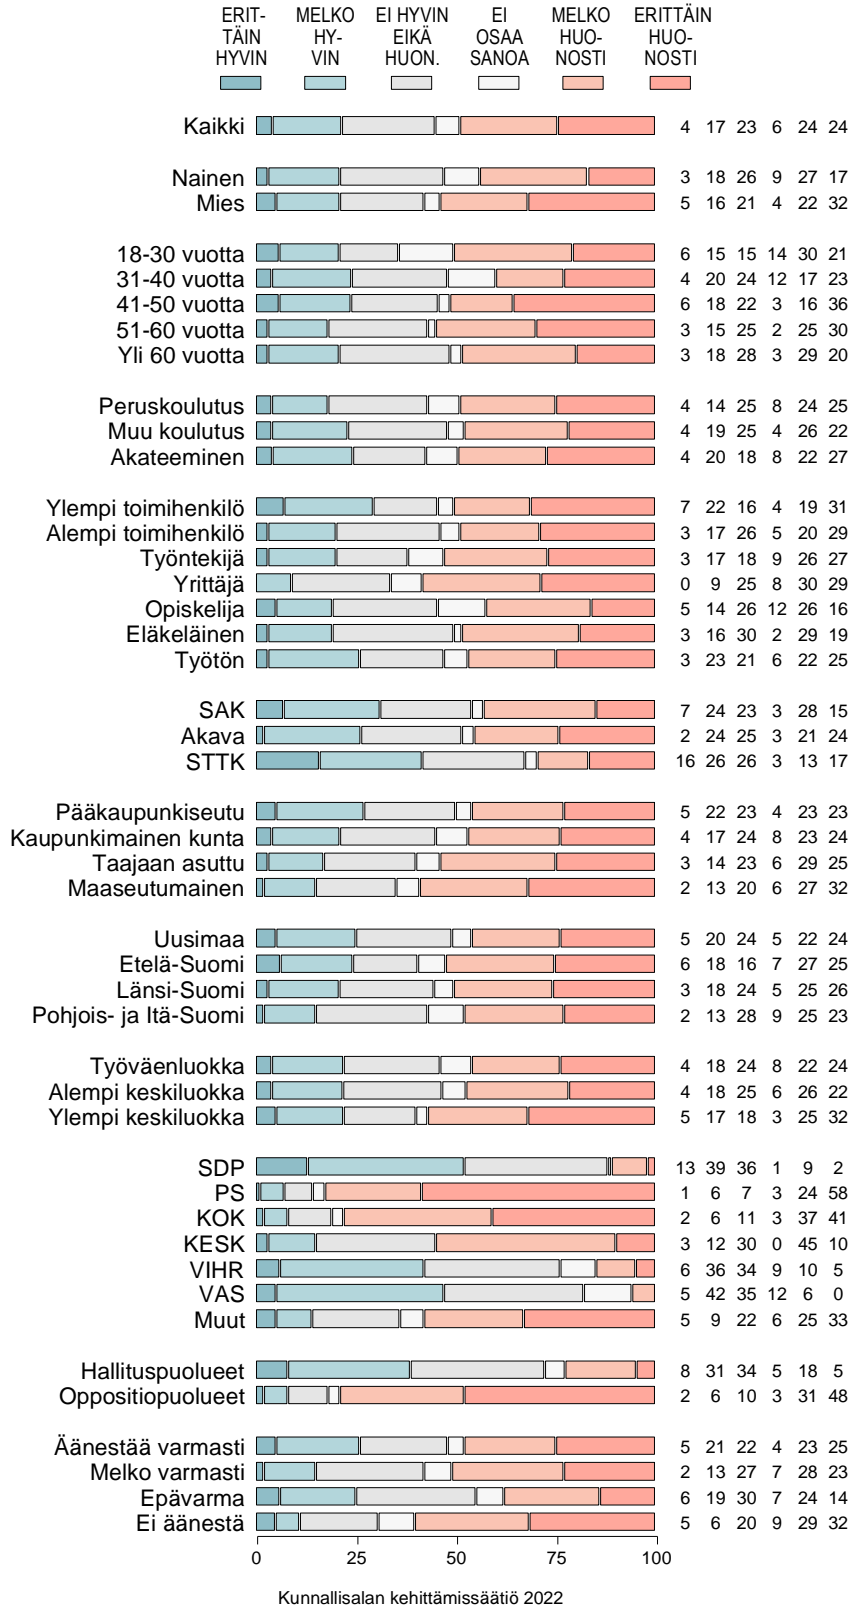 ERIT- MELKO EI HYVIN EI MELKO ERITTÄIN
TÄIN HY- EIKÄ OSAA HUO- HUO-
HYVIN VIN HUON. SANOA NOSTI NOSTI
Kaikki 4 17 23 6 24 24
Nainen 3 18 26 9 27 17
Mies 5 16 21 4 22 32
18-30 vuotta 6 15 15 14 30 21
31-40 vuotta 4 20 24 12 17 23
41-50 vuotta 6 18 22 3 16 36
51-60 vuotta 3 15 25 2 25 30
Yli 60 vuotta 3 18 28 3 29 20
Peruskoulutus 4 14 25 8 24 25
Muu koulutus 4 19 25 4 26 22
Akateeminen 4 20 18 8 22 27
Ylempi toimihenkilö 7 22 16 4 19 31
Alempi toimihenkilö 3 17 26 5 20 29
Työntekijä 3 17 18 9 26 27
Yrittäjä 0 9 25 8 30 29
Opiskelija 5 14 26 12 26 16
Eläkeläinen 3 16 30 2 29 19
Työtön 3 23 21 6 22 25
SAK 7 24 23 3 28 15
Akava 2 24 25 3 21 24
STTK 16 26 26 3 13 17
Pääkaupunkiseutu 5 22 23 4 23 23
Kaupunkimainen kunta 4 17 24 8 23 24
Taajaan asuttu 3 14 23 6 29 25
Maaseutumainen 2 13 20 6 27 32
Uusimaa 5 20 24 5 22 24
Etelä-Suomi 6 18 16 7 27 25
Länsi-Suomi 3 18 24 5 25 26
Pohjois- ja Itä-Suomi 2 13 28 9 25 23
Työväenluokka 4 18 24 8 22 24
Alempi keskiluokka 4 18 25 6 26 22
Ylempi keskiluokka 5 17 18 3 25 32
SDP 13 39 36 1 9 2
PS 1 6 7 3 24 58
KOK 2 6 11 3 37 41
KESK 3 12 30 0 45 10
VIHR 6 36 34 9 10 5
VAS 5 42 35 12 6 0
Muut 5 9 22 6 25 33
Hallituspuolueet 8 31 34 5 18 5
Oppositiopuolueet 2 6 10 3 31 48
Äänestää varmasti 5 21 22 4 23 25
Melko varmasti 2 13 27 7 28 23
Epävarma 6 19 30 7 24 14
Ei äänestä 5 6 20 9 29 32
0 25 50 75 100
Kunnallisalan kehittämissäätiö 2022